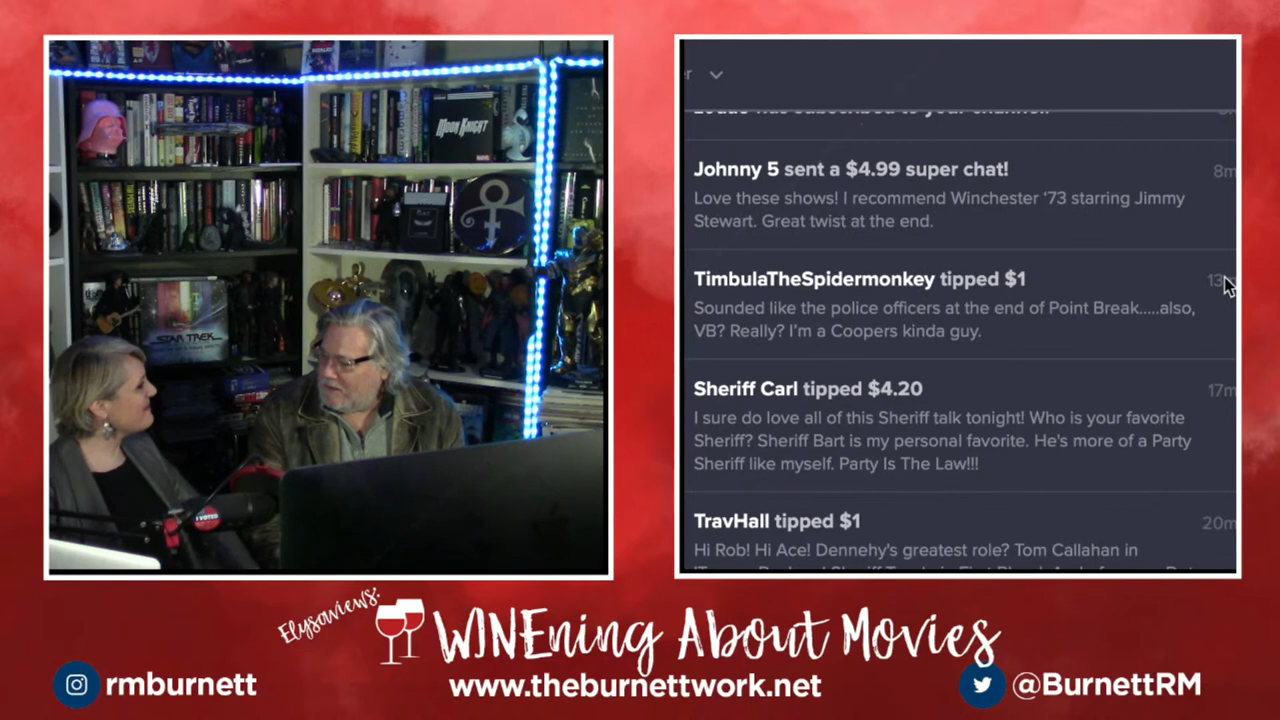 MOON KNIGHT
STAR TREK
I VOTED
Johnny 5 sent a $4.99 super chat!
8m
Love these shows! I recommend Winchester '73 starring Jimmy
Stewart. Great twist at the end.
TimbulaTheSpidermonkey tipped $1
Sounded like the police officers at the end of Point Break.....also,
VB? Really? I'm a Coopers kinda guy.
Sheriff Carl tipped $4.20
17m
I sure do love all of this Sheriff talk tonight! Who is your favorite
Sheriff? Sheriff Bart is my personal favorite. He's more of a Party
Sheriff like myself. Party Is The Law!!!
TravHall tipped $1
20m
Hi Rob! Hi Ace! Dennehy's greatest role? Tom Callahan in
Elysaviews:
WINEning About Movies
rmburnett
www.theburnettwork.net
@BurnettRM